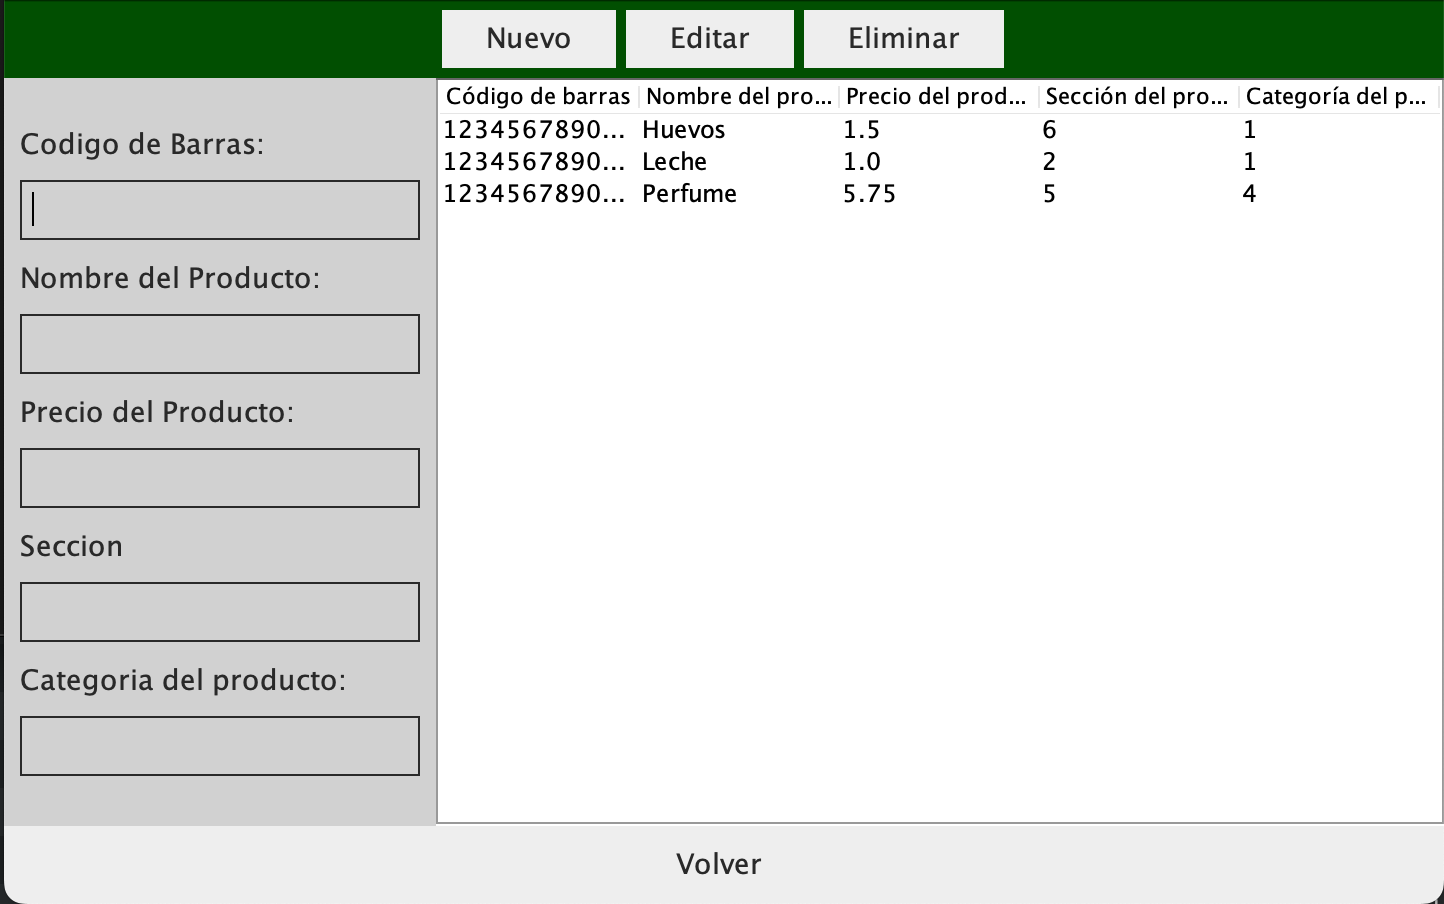 Nuevo Editar Eliminar
Codigo de Barras:
Nombre del Producto:
Precio del Producto:
Seccion
Categoria del producto:
Código de barras Nombre del pro... Precio del prod... Sección del pro... Categoría del p...
1234567890... Huevos 1.5 6 1
1234567890... Leche 1.0 2 1
1234567890... Perfume 5.75 5 4
Volver